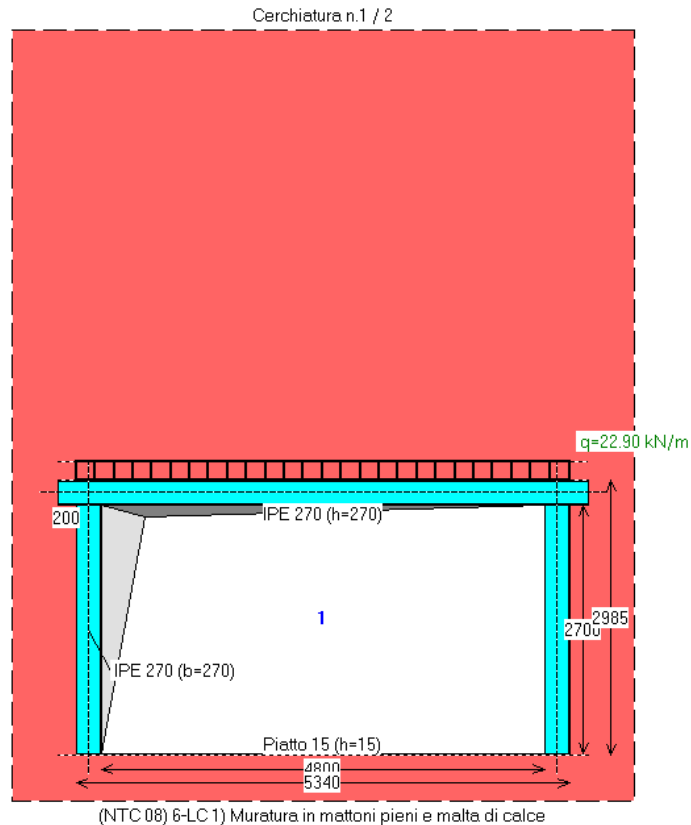 Cerchiatura n.1 / 2
q=22.90 kN/m
IPE 270 (h=270)
200
1
2700
2985
IPE 270 (b=270)
Piatto 15 (h=15)
4800
5340
(NTC 08) 6-LC 1) Muratura in mattoni pieni e malta di calce